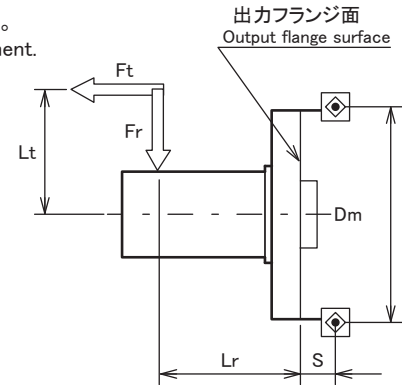 。
ment.
出力フランジ面
Output flange surface
Ft
Fr
Lt
Dm
Lr
S